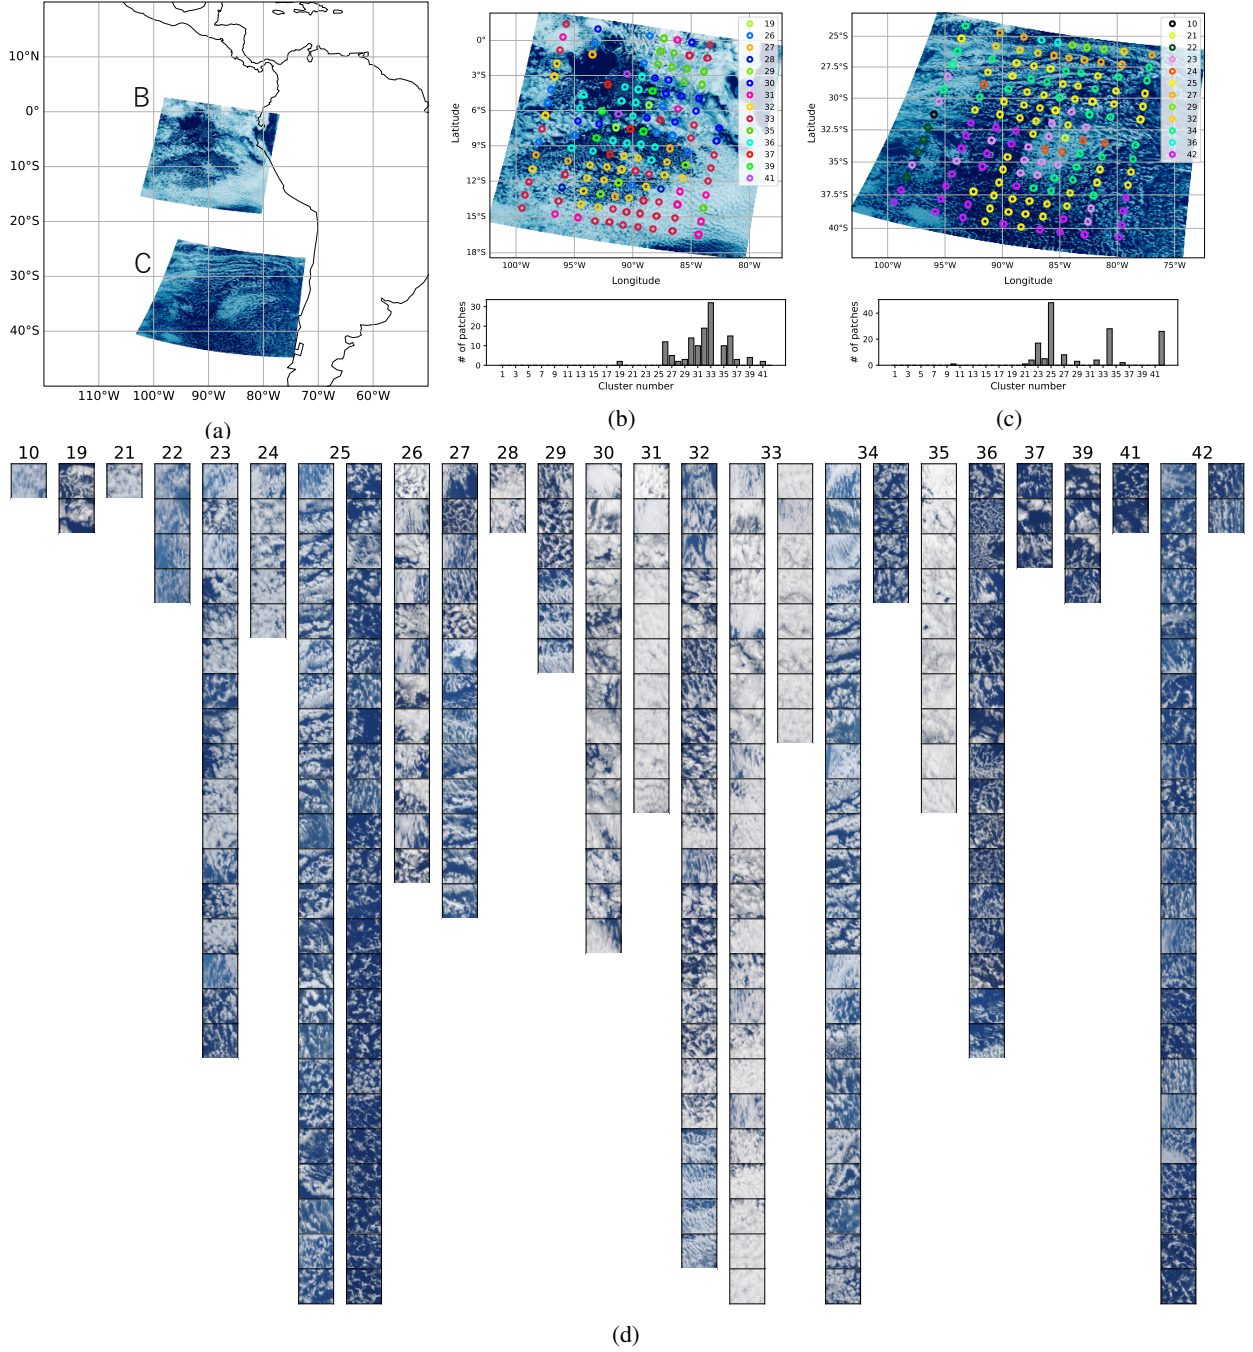 B
C
10°N
0°
10°S
20°S
30°S
40°S
110°W 100°W 90°W 80°W 70°W 60°W
(a)
Latitude
0°
3°S
6°S
9°S
12°S
15°S
18°S
100°W 95°W 90°W 85°W 80°W
Longitude
19
26
27
28
29
30
31
32
33
35
36
37
39
41
# of patches
30
20
10
0
1 3 5 7 9 11 13 15 17 19 21 23 25 27 29 31 33 35 37 39 41
Cluster number
(b)
Latitude
25°S
27.5°S
30°S
32.5°S
35°S
37.5°S
40°S
100°W 95°W 90°W 85°W 80°W 75°W
Longitude
10
21
22
23
24
25
27
29
32
34
36
42
# of patches
40
20
0
1 3 5 7 9 11 13 15 17 19 21 23 25 27 29 31 33 35 37 39 41
Cluster number
(c)
10 19 21 22 23 24 25 26 27 28 29 30 31 32 33 34 35 36 37 39 41 42
(d)